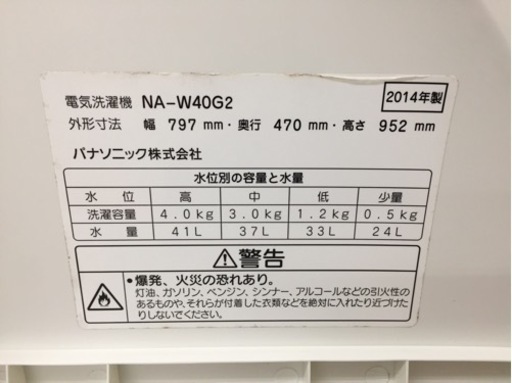 電気洗濯機 NA-W40G2 2014年製
外形寸法 幅 797 mm・奥行 470 mm・高さ 952 mm
パナソニック株式会社
水位別の容量と水量
水位 高 中 低 少量
洗濯容量 4.0kg 3.0kg 1.2kg 0.5kg
水量 41L 37L 33L 24L
⚠警告
・爆発、火災の恐れあり。
灯油、ガソリン、ベンジン、シンナー、アルコールなどの引火性の
あるものや、それらが付着した衣類などを絶対に入れたり近づけた
りしないでください。